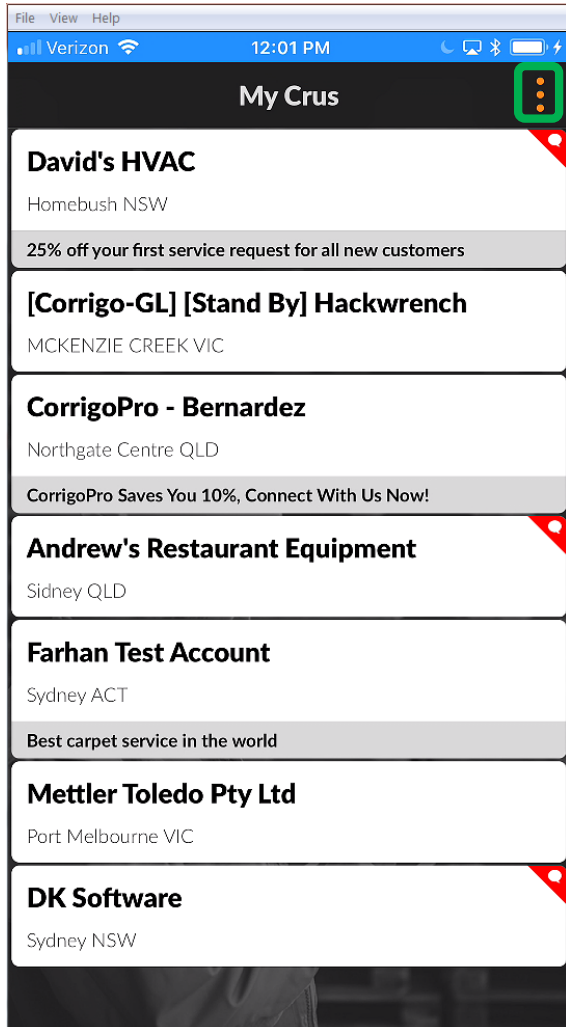 File View Help
Verizon 12:01 PM
My Crus
David's HVAC
Homebush NSW
25% off your first service request for all new customers
[Corrigo-GL] [Stand By] Hackwrench
MCKENZIE CREEK VIC
CorrigoPro - Bernardez
Northgate Centre QLD
CorrigoPro Saves You 10%, Connect With Us Now!
Andrew's Restaurant Equipment
Sidney QLD
Farhan Test Account
Sydney ACT
Best carpet service in the world
Mettler Toledo Pty Ltd
Port Melbourne VIC
DK Software
Sydney NSW